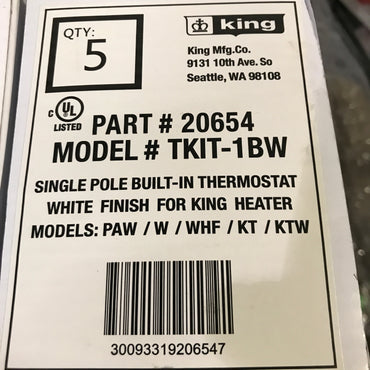 QTY:
5
king
King Mfg.Co.
9131 10th Ave. So
Seattle, WA 98108
c UL
LISTED
PART # 20654
MODEL # TKIT-1BW
SINGLE POLE BUILT-IN THERMOSTAT
WHITE FINISH FOR KING HEATER
MODELS: PAW / W / WHF / KT / KTW
30093319206547